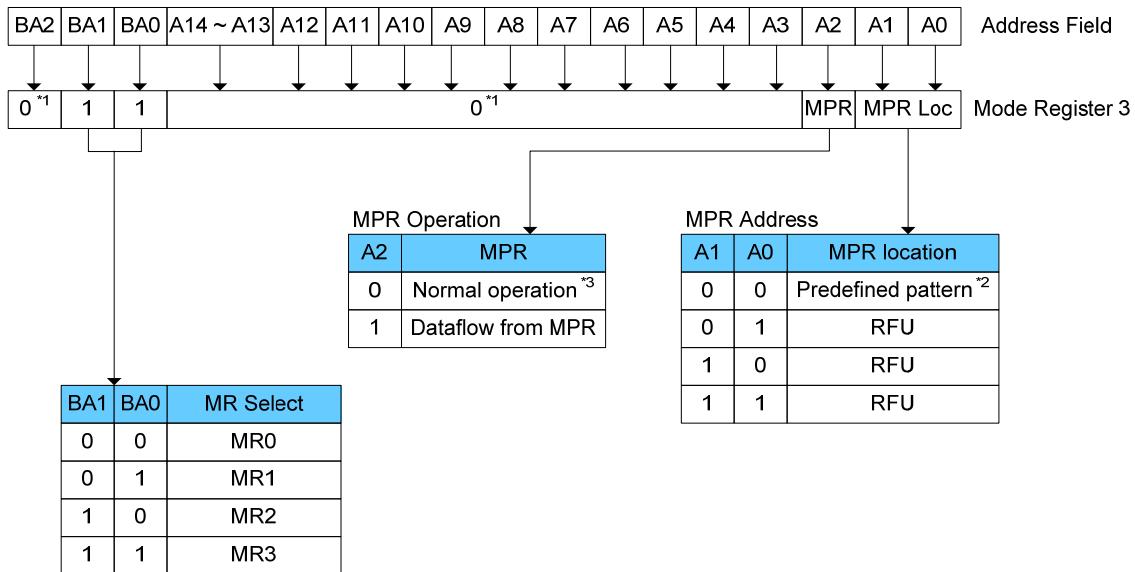 BA2 BA1 BA0 A14 ~ A13 A12 A11 A10 A9 A8 A7 A6 A5 A4 A3 A2 A1 A0 Address Field
0 *1 1 1 0 *1 MPR MPR Loc Mode Register 3
MPR Operation
A2 MPR
0 Normal operation *3
1 Dataflow from MPR
MPR Address
A1 A0 MPR location
0 0 Predefined pattern *2
0 1 RFU
1 0 RFU
1 1 RFU
BA1 BA0 MR Select
0 0 MR0
0 1 MR1
1 0 MR2
1 1 MR3